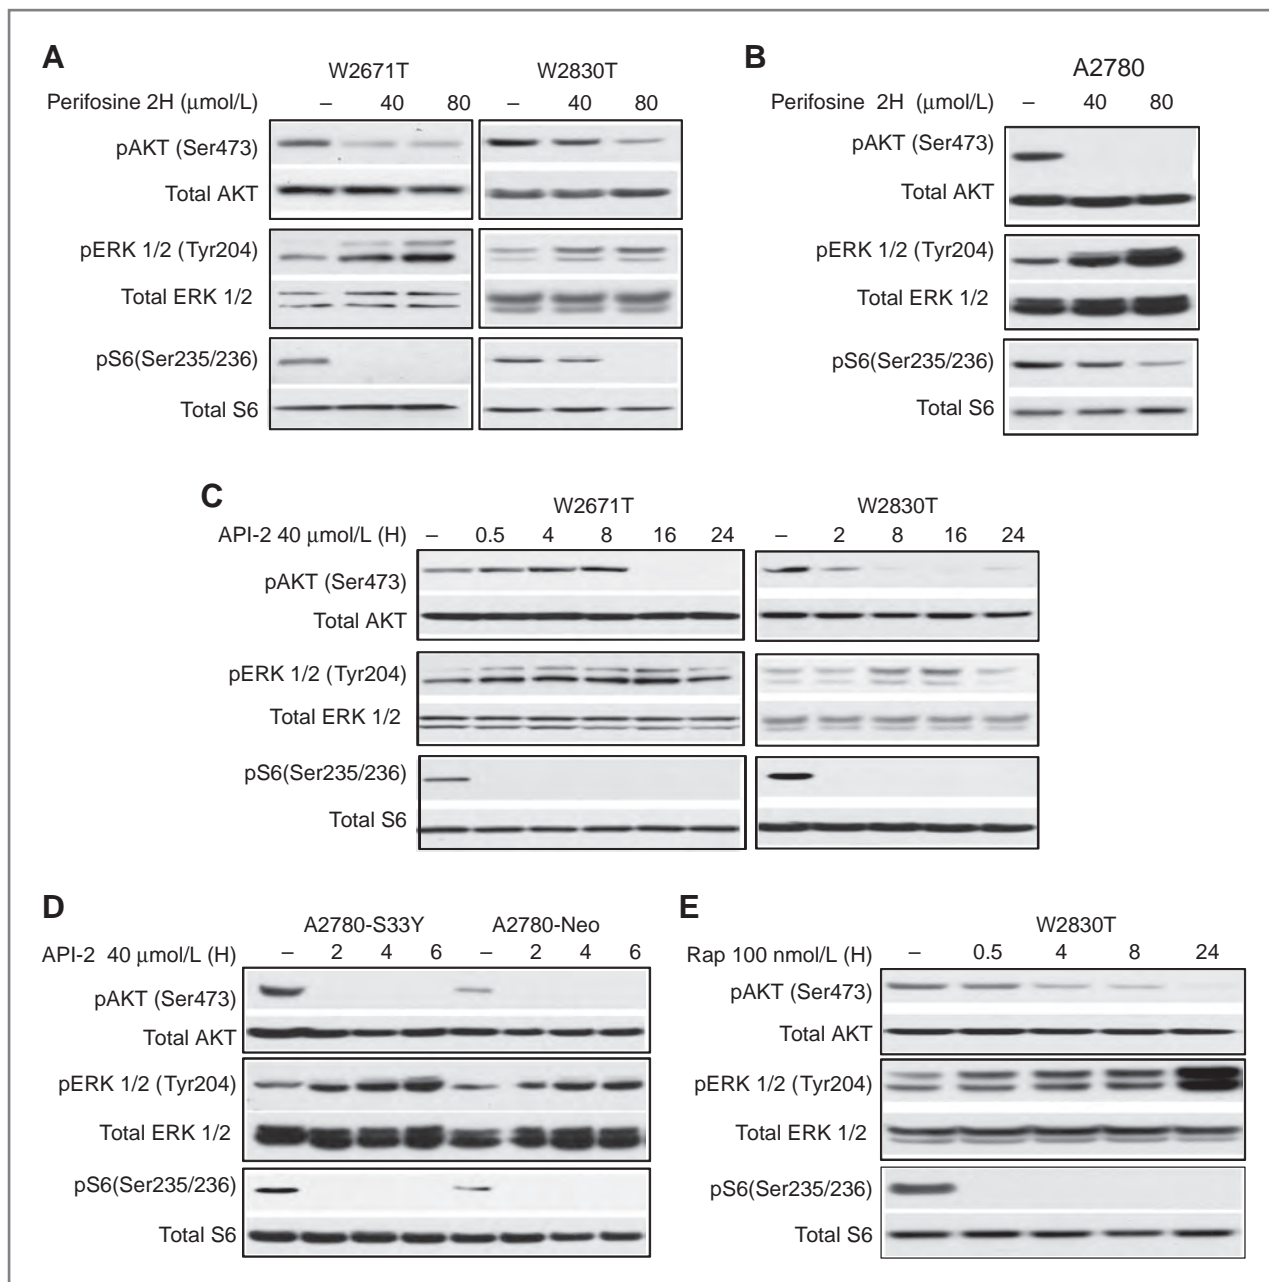 A
W2671T W2830T
Perifosine 2H (μmol/L) – 40 80 – 40 80
pAKT (Ser473)
Total AKT
pERK 1/2 (Tyr204)
Total ERK 1/2
pS6(Ser235/236)
Total S6
B
A2780
Perifosine 2H (μmol/L) – 40 80
pAKT (Ser473)
Total AKT
pERK 1/2 (Tyr204)
Total ERK 1/2
pS6(Ser235/236)
Total S6
C
W2671T W2830T
API-2 40 μmol/L (H) – 0.5 4 8 16 24 – 2 8 16 24
pAKT (Ser473)
Total AKT
pERK 1/2 (Tyr204)
Total ERK 1/2
pS6(Ser235/236)
Total S6
D
A2780-S33Y A2780-Neo
API-2 40 μmol/L (H) – 2 4 6 – 2 4 6
pAKT (Ser473)
Total AKT
pERK 1/2 (Tyr204)
Total ERK 1/2
pS6(Ser235/236)
Total S6
E
W2830T
Rap 100 nmol/L (H) – 0.5 4 8 24
pAKT (Ser473)
Total AKT
pERK 1/2 (Tyr204)
Total ERK 1/2
pS6(Ser235/236)
Total S6